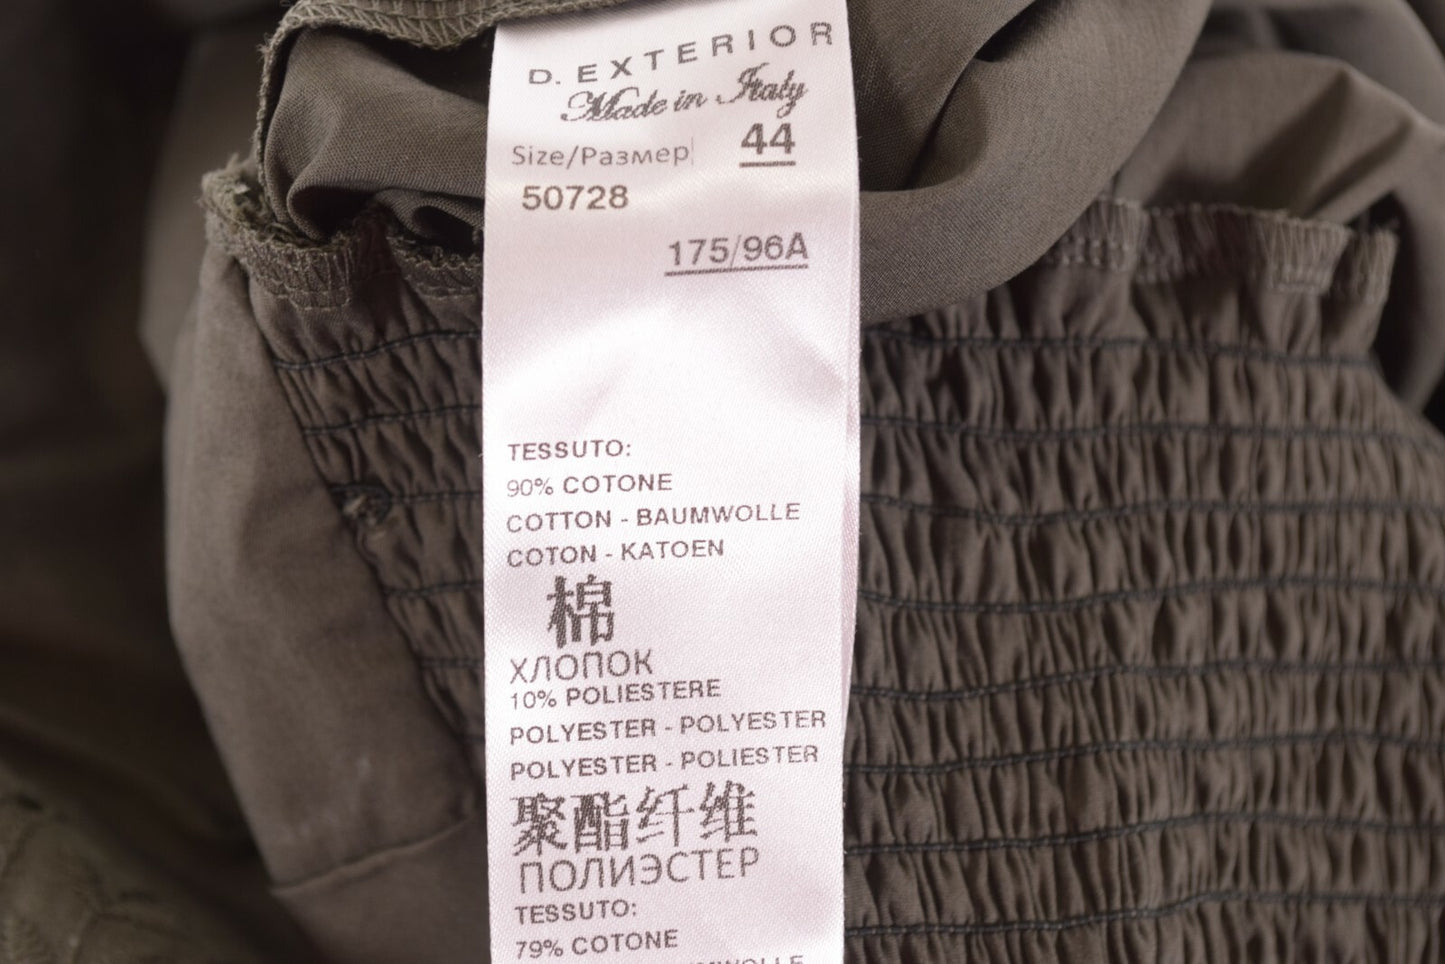 D. EXTERIOR
Made in Italy
Size/Размер 44
50728
175/96A
TESSUTO:
90% COTONE
COTTON - BAUMWOLLE
COTON - KATOEN
棉
ХЛОПОК
10% POLIESTERE
POLYESTER - POLYESTER
POLYESTER - POLIESTER
聚酯纤维
ПОЛИЭСТЕР
TESSUTO:
79% COTONE